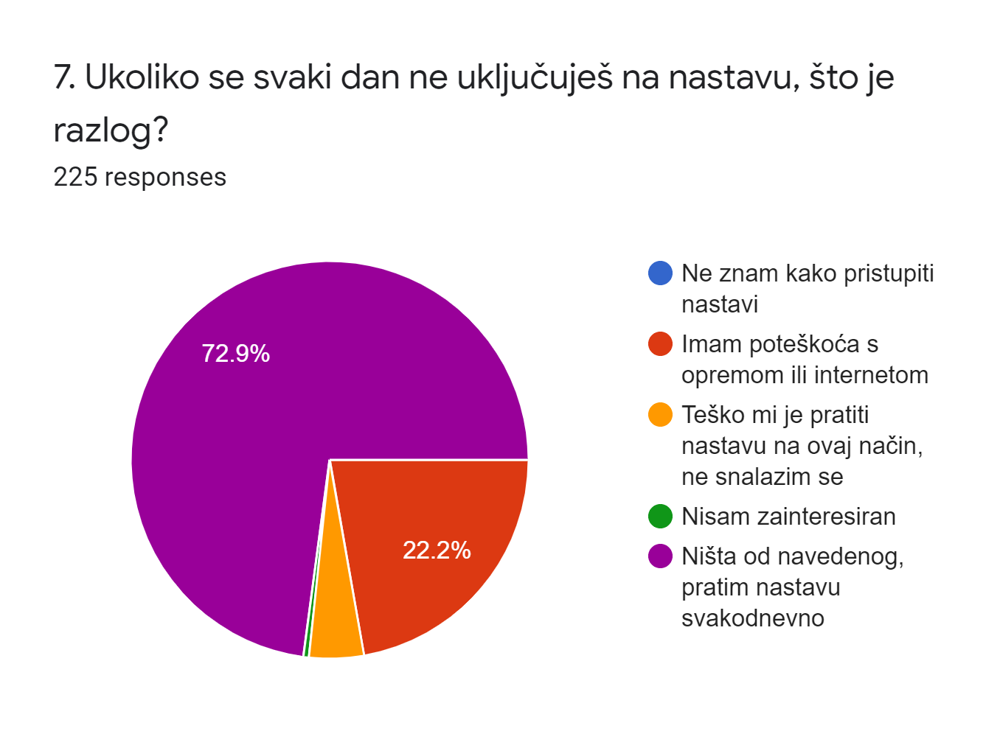 7. Ukoliko se svaki dan ne uključuješ na nastavu, što je
razlog?
225 responses
72.9%
22.2%
Ne znam kako pristupiti
nastavi
Imam poteškoća s
opremom ili internetom
Teško mi je pratiti
nastavu na ovaj način,
ne snalazim se
Nisam zainteresiran
Ništa od navedenog,
pratim nastavu
svakodnevno